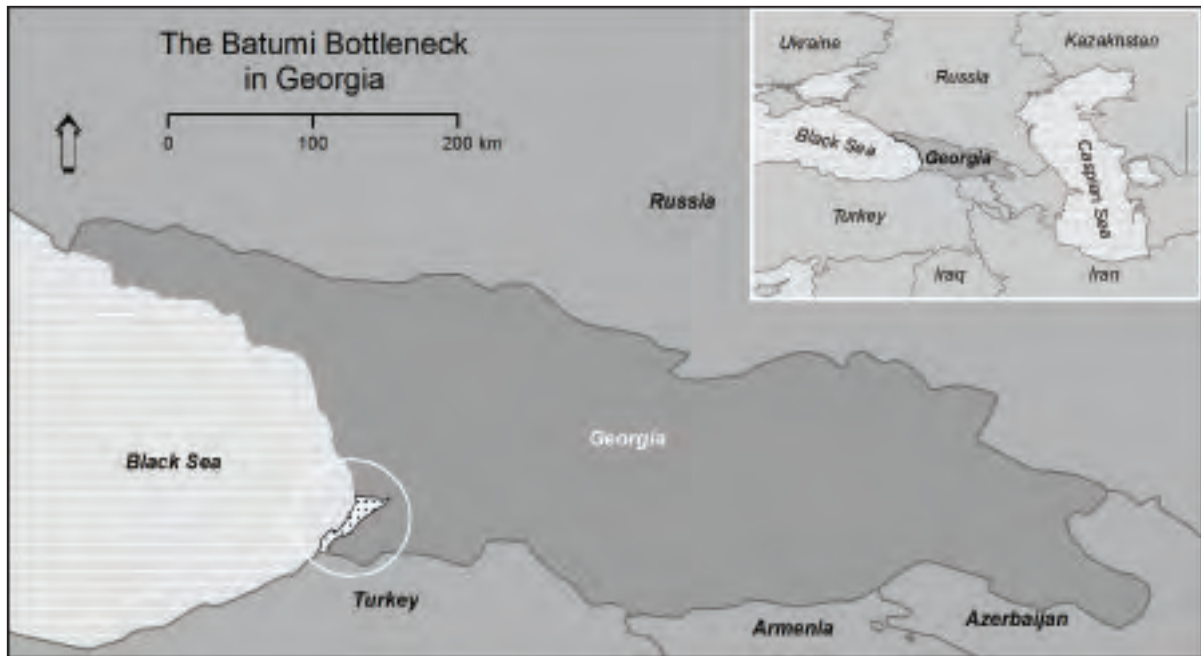 The Batumi Bottleneck
in Georgia
0 100 200 km
Russia
Georgia
Black Sea
Turkey
Armenia
Azerbaijan
Ukraine
Kazakhstan
Russia
Black Sea
Georgia
Caspian Sea
Turkey
Iraq
Iran